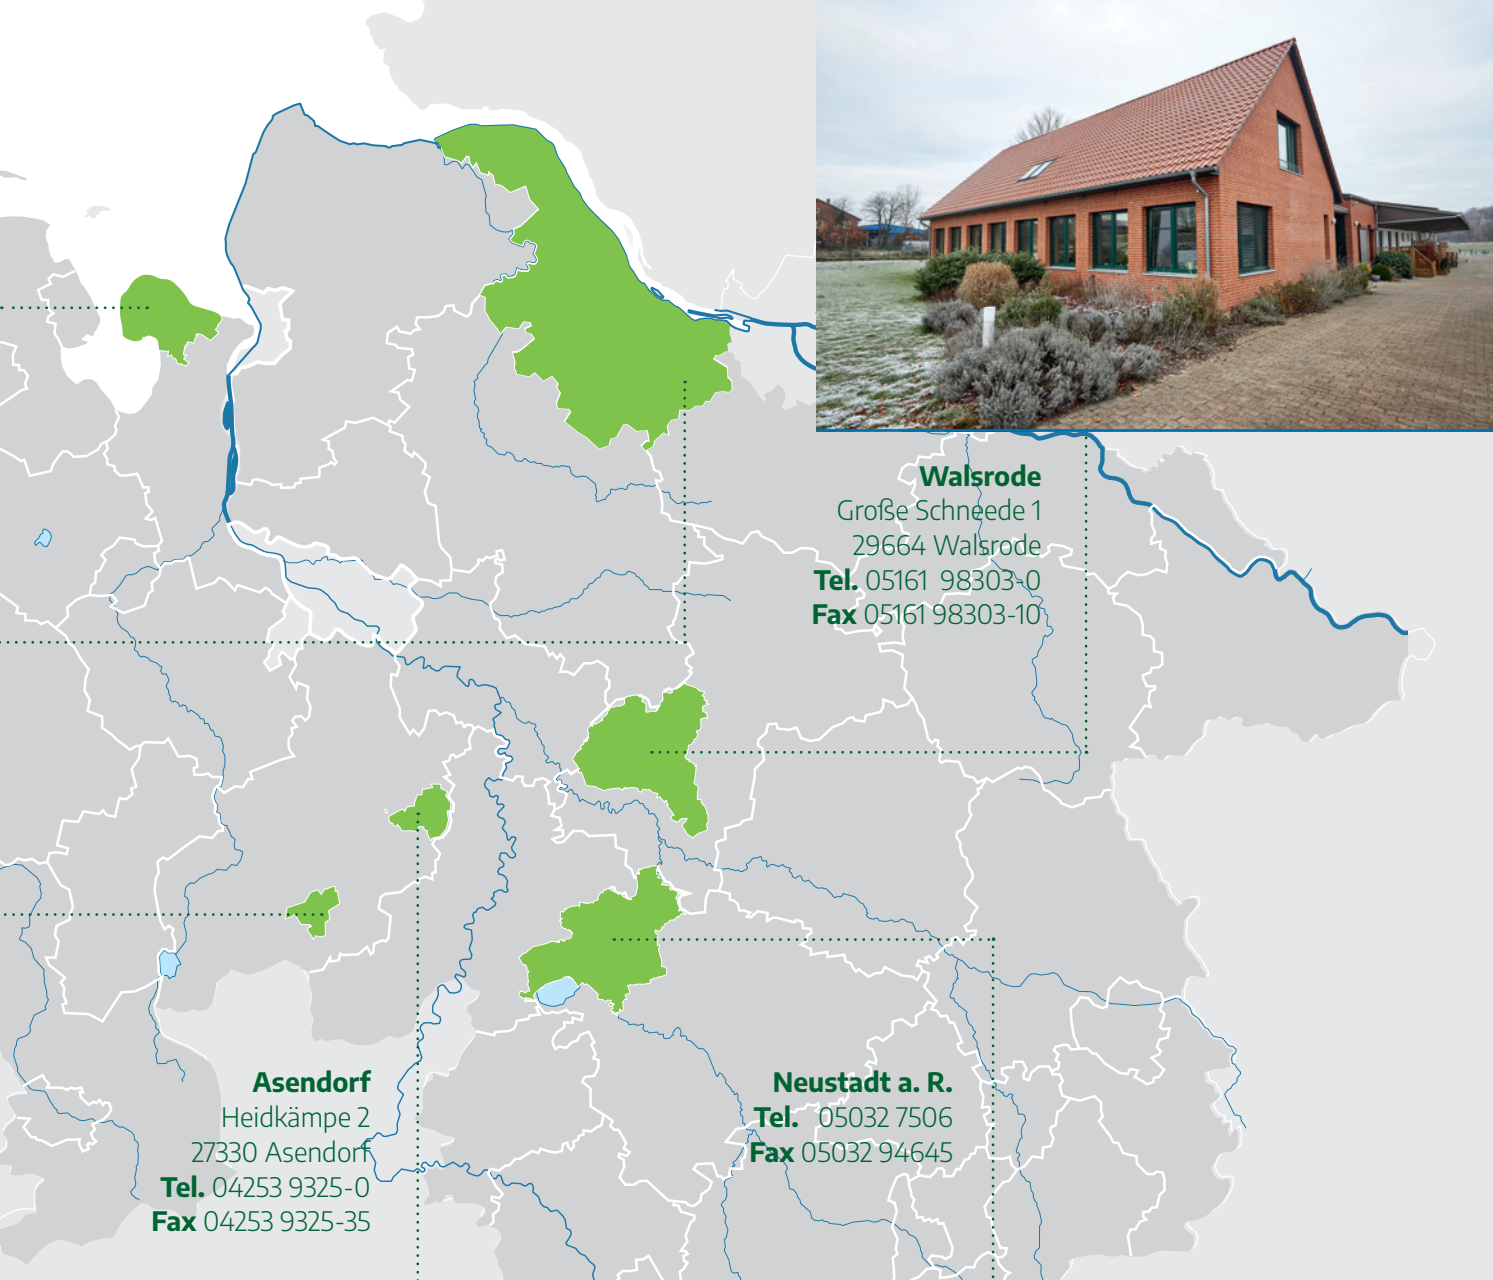 Walsrode
Große Schneede 1
29664 Walsrode
Tel. 05161 98303-0
Fax 05161 98303-10
Asendorf
Heidkämpe 2
27330 Asendorf
Tel. 04253 9325-0
Fax 04253 9325-35
Neustadt a. R.
Tel. 05032 7506
Fax 05032 94645